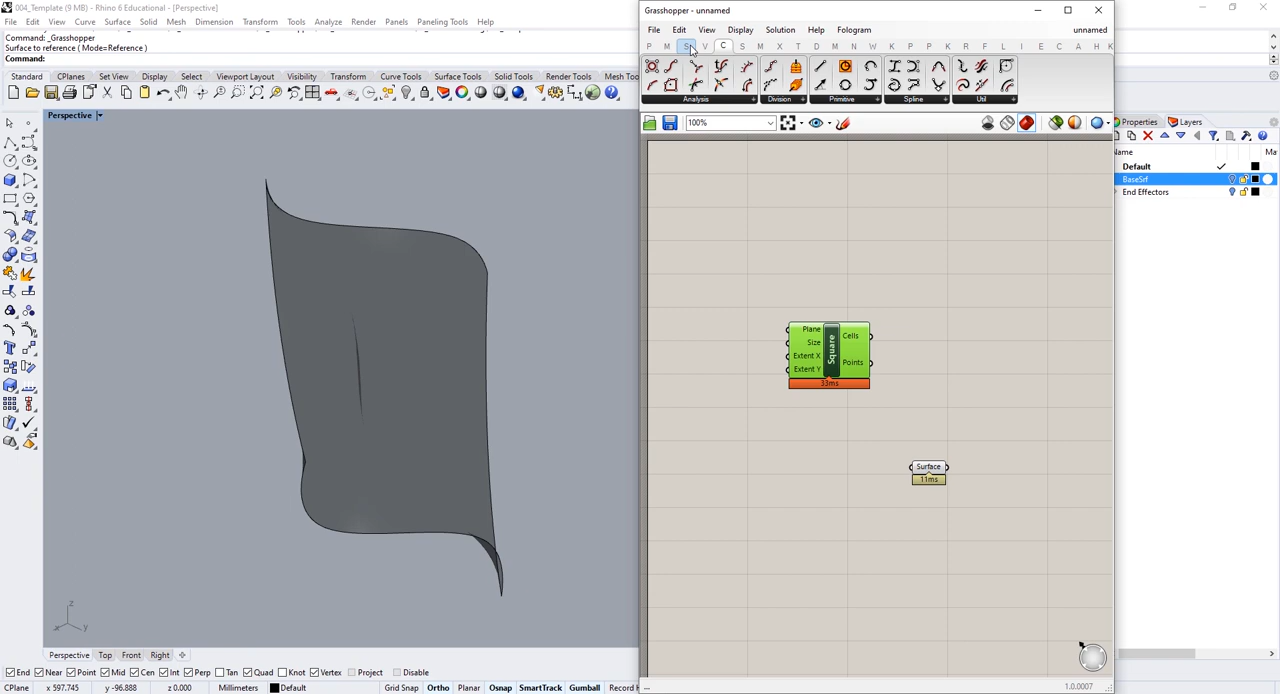 004_Template (9 MB) - Rhino 6 Educational - [Perspective]
File Edit View Curve Surface Solid Mesh Dimension Transform Tools Analyze Render Panels Paneling Tools Help
Command: _Grasshopper
Surface to reference ( Mode=Reference )
Command:
Standard CPlanes Set View Display Select Viewport Layout Visibility Transform Curve Tools Surface Tools Solid Tools Render Tools Mesh Too
Perspective
z
x y
Perspective Top Front Right
End Near Point Mid Cen Int Perp Tan Quad Knot Vertex Project Disable
CPlane x 597.745 y -96.888 z 0.000 Millimeters Default Grid Snap Ortho Planar Osnap SmartTrack Gumball Record H
Grasshopper - unnamed
File Edit View Display Solution Help Fologram unnamed
P M S V C S M X T D M N W K P P K L I E C A H K
Analysis Division Primitive Spline Util
100%
Plane
Size
Extent X
Extent Y
Square
Cells
Points
33ms
Surface
11ms
...
1.0.0007
Properties Layers
Name Ma
Default
BaseSrf
End Effectors